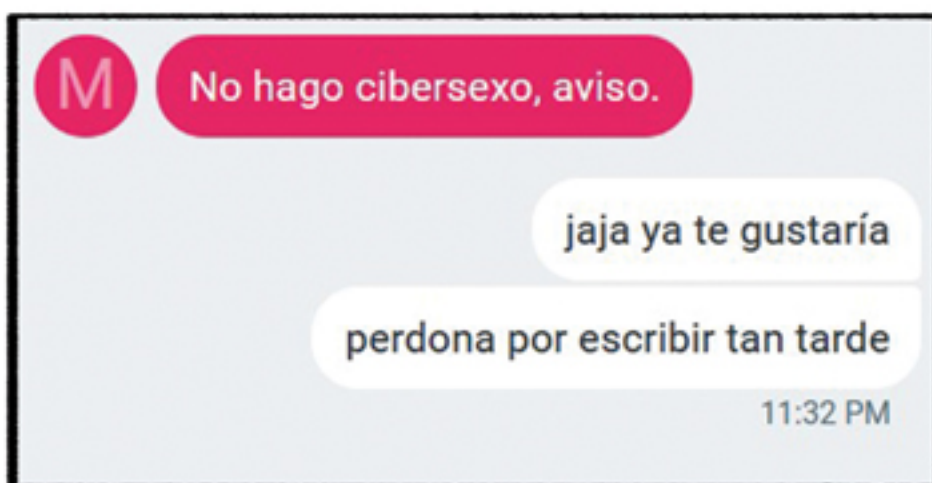 M
No hago cibersexo, aviso.
jaja ya te gustaría
perdona por escribir tan tarde
11:32 PM